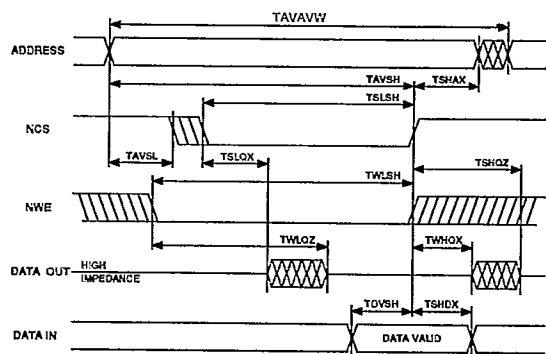 TAVAVW
ADDRESS
TAVSH
TSHAX
TSLSH
NCS
TAVSL
TSLQX
TSHQZ
TWLSH
NWE
TWLQZ
TWHQX
DATA OUT
HIGH
IMPEDANCE
TDVSH
TSHDX
DATA IN
DATA VALID